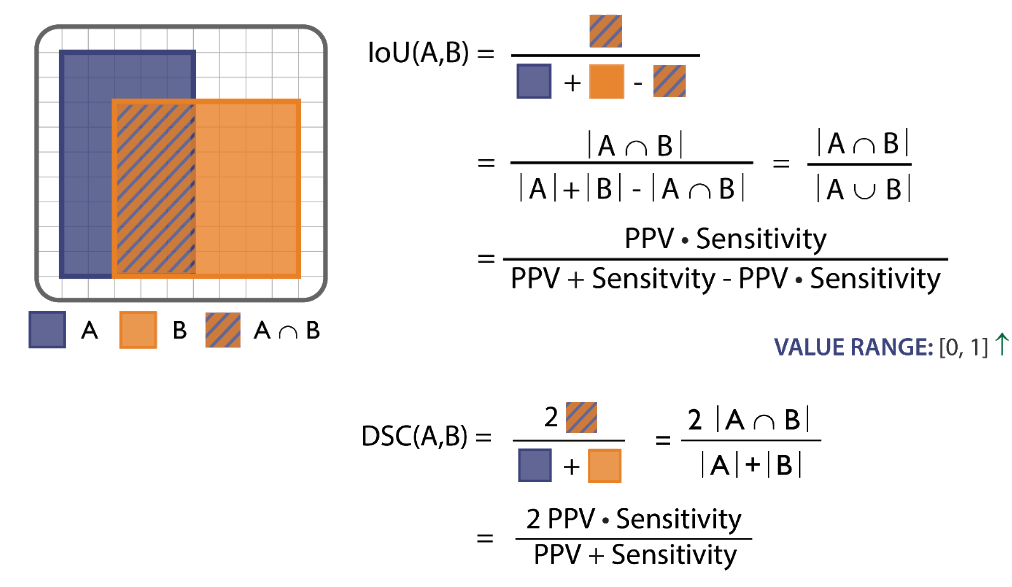 IoU(A,B) =
+ -
= |A ∩ B| / |A|+|B| - |A ∩ B| = |A ∩ B| / |A ∪ B|
= PPV • Sensitivity / PPV + Sensitvity - PPV • Sensitivity
A B A ∩ B
VALUE RANGE: [0, 1] ↑
DSC(A,B) = 2 / + = 2 |A ∩ B| / |A|+|B|
= 2 PPV • Sensitivity / PPV + Sensitivity